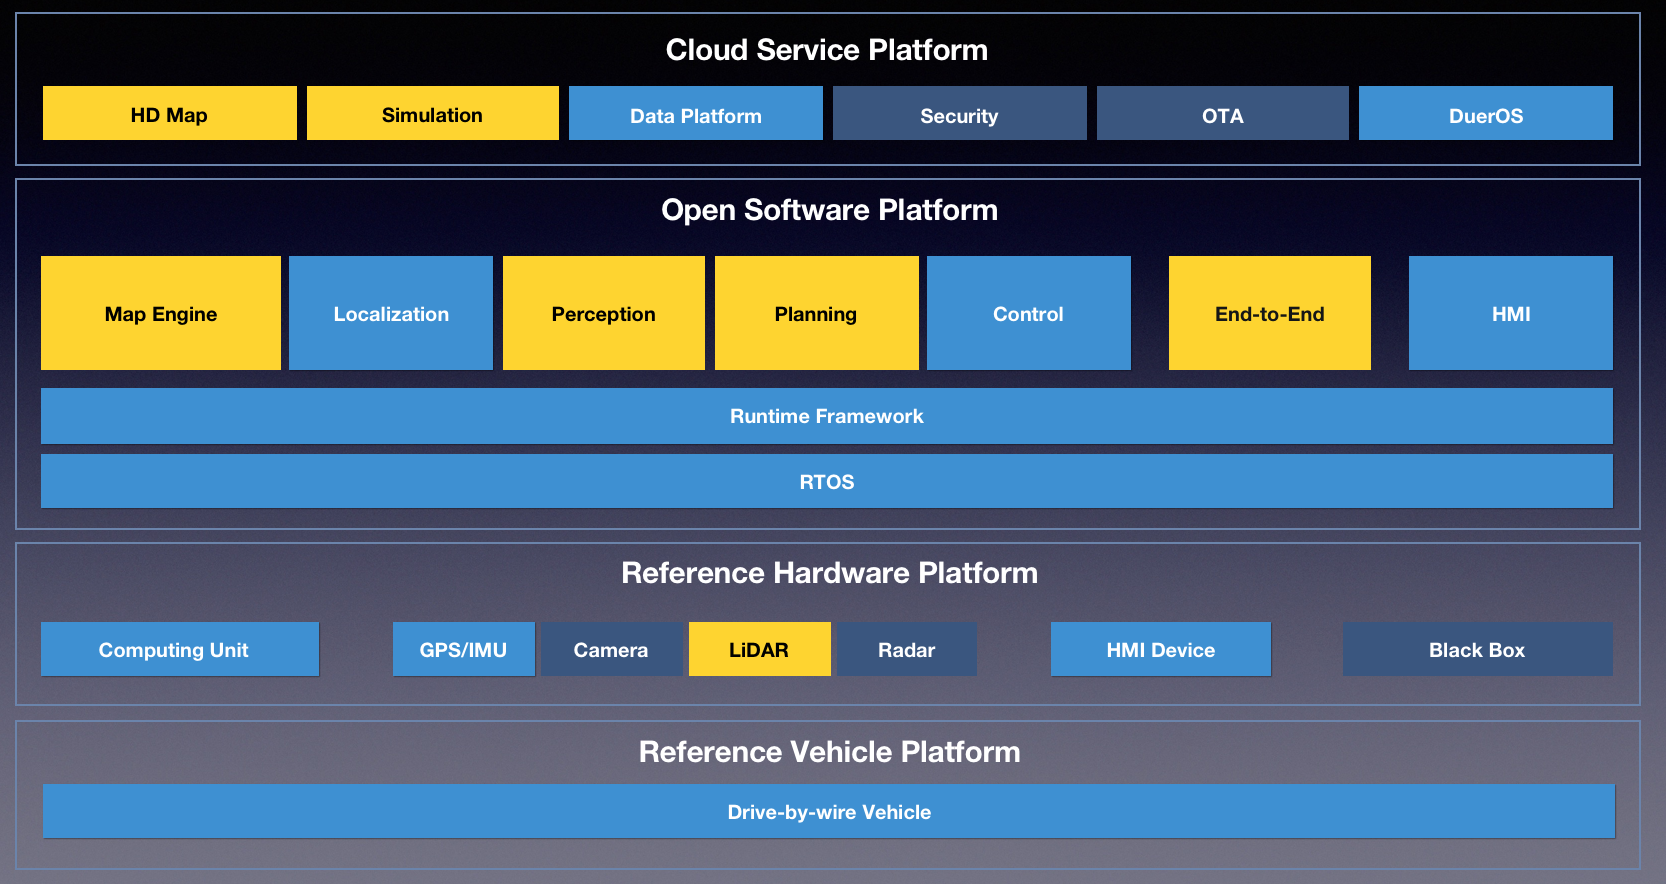 Cloud Service Platform
HD Map
Simulation
Data Platform
Security
OTA
DuerOS
Open Software Platform
Map Engine
Localization
Perception
Planning
Control
End-to-End
HMI
Runtime Framework
RTOS
Reference Hardware Platform
Computing Unit
GPS/IMU
Camera
LiDAR
Radar
HMI Device
Black Box
Reference Vehicle Platform
Drive-by-wire Vehicle